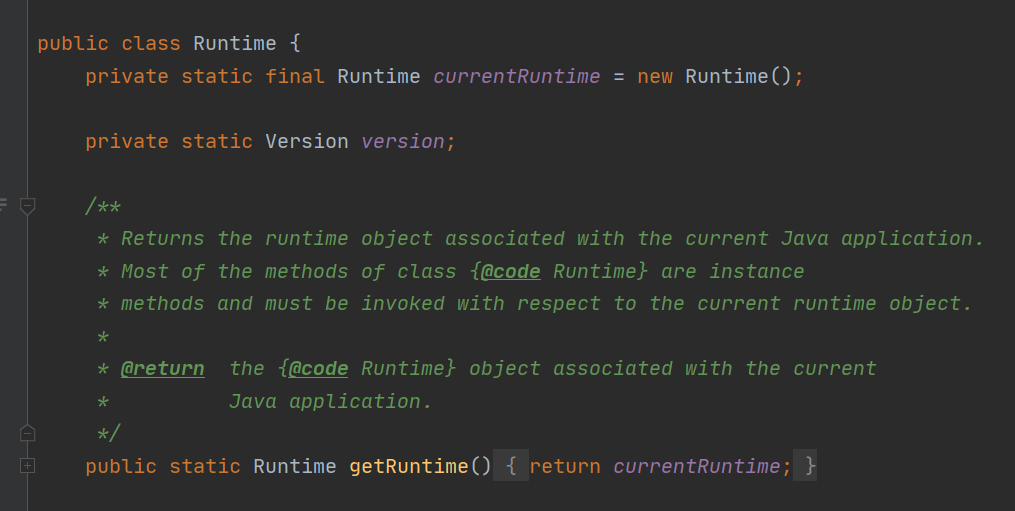 public class Runtime {
private static final Runtime currentRuntime = new Runtime();
private static Version version;
/**
* Returns the runtime object associated with the current Java application.
* Most of the methods of class {@code Runtime} are instance
* methods and must be invoked with respect to the current runtime object.
*
* @return  the {@code Runtime} object associated with the current
*          Java application.
*/
public static Runtime getRuntime() { return currentRuntime; }